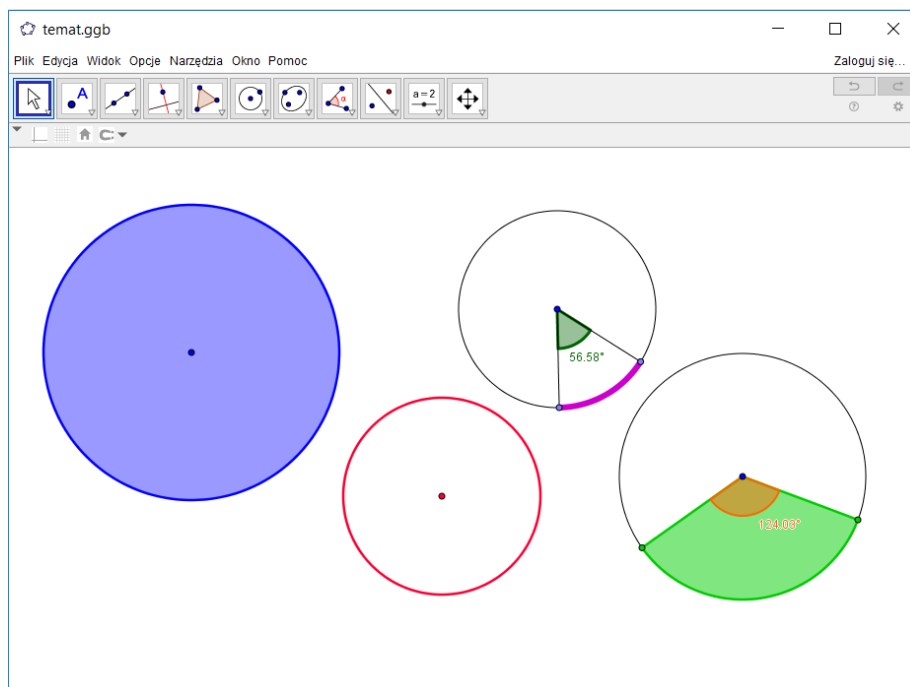 temat.ggb
Plik Edycja Widok Opcje Narzędzia Okno Pomoc Zaloguj się...
A α a = 2
56.58°
124.03°